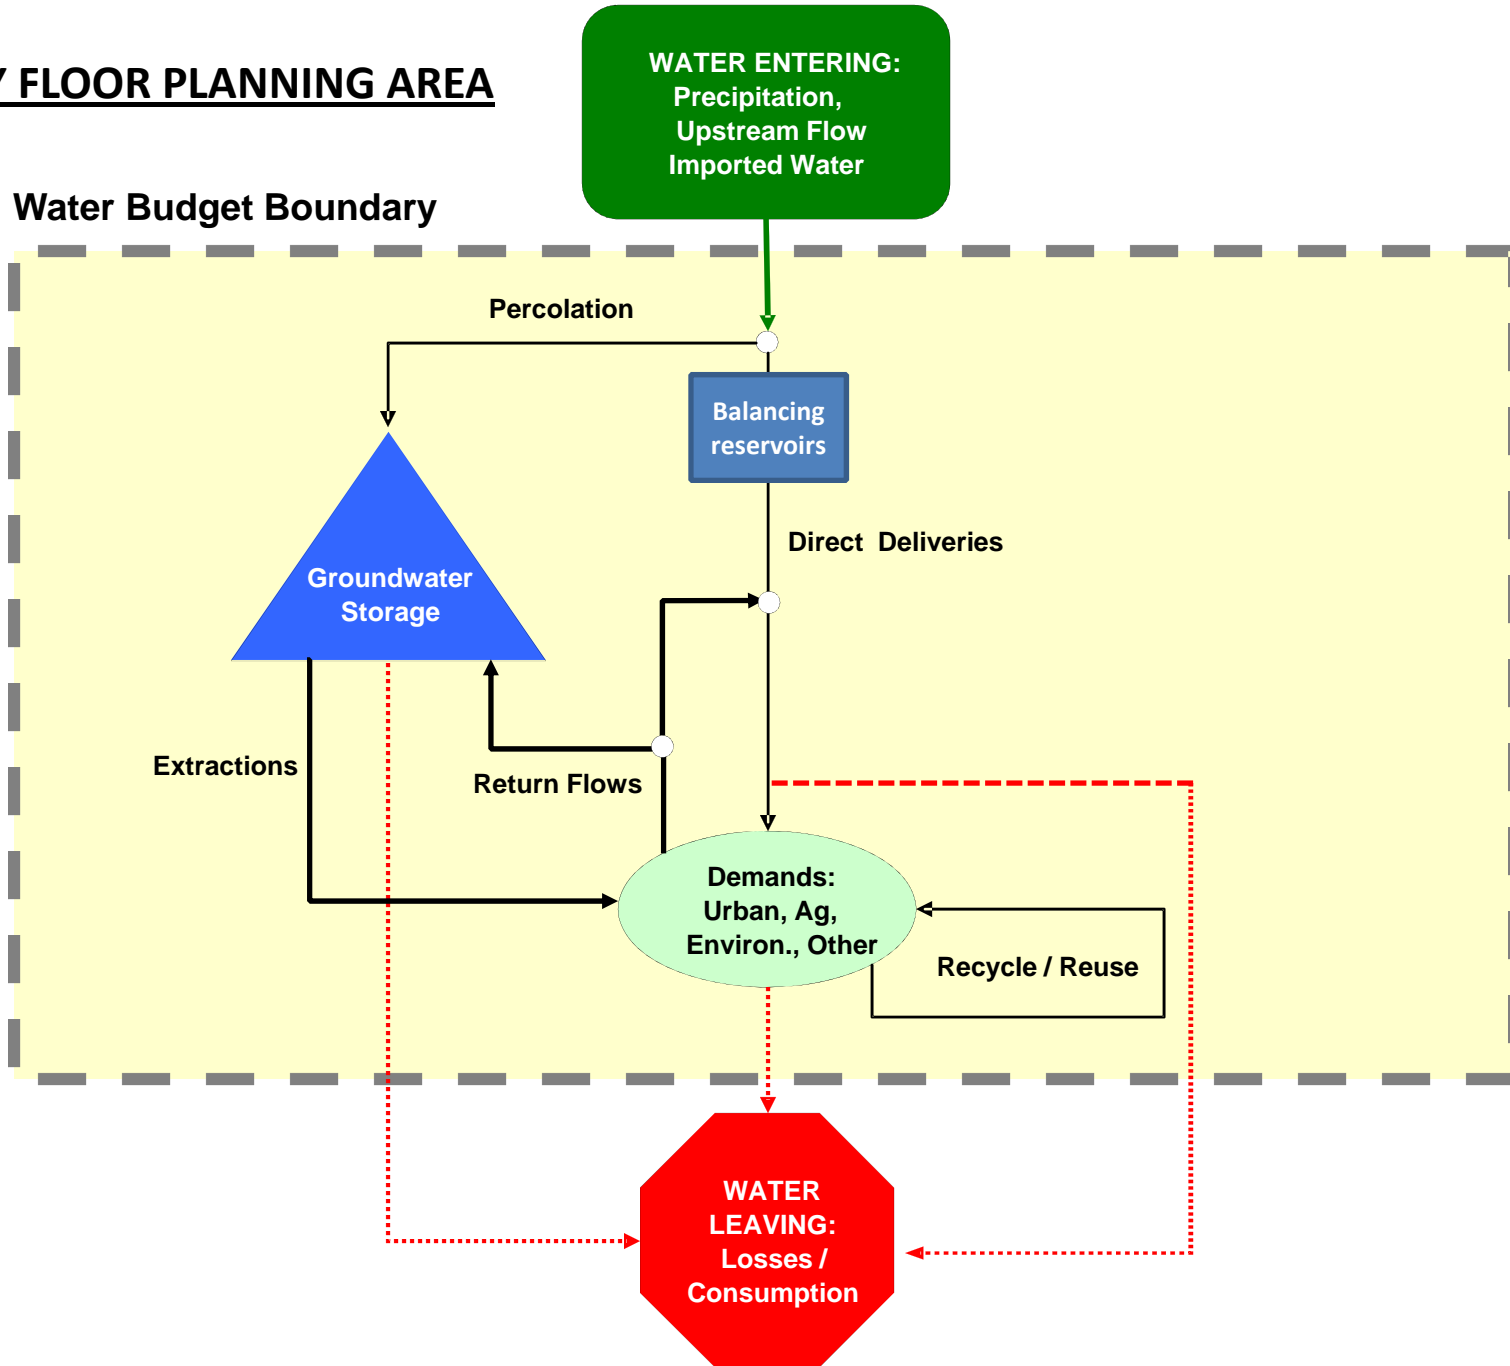 Y FLOOR PLANNING AREA
WATER ENTERING:
Precipitation,
Upstream Flow
Imported Water
Water Budget Boundary
Percolation
Balancing
reservoirs
Direct Deliveries
Groundwater
Storage
Extractions
Return Flows
Demands:
Urban, Ag,
Environ., Other
Recycle / Reuse
WATER
LEAVING:
Losses /
Consumption